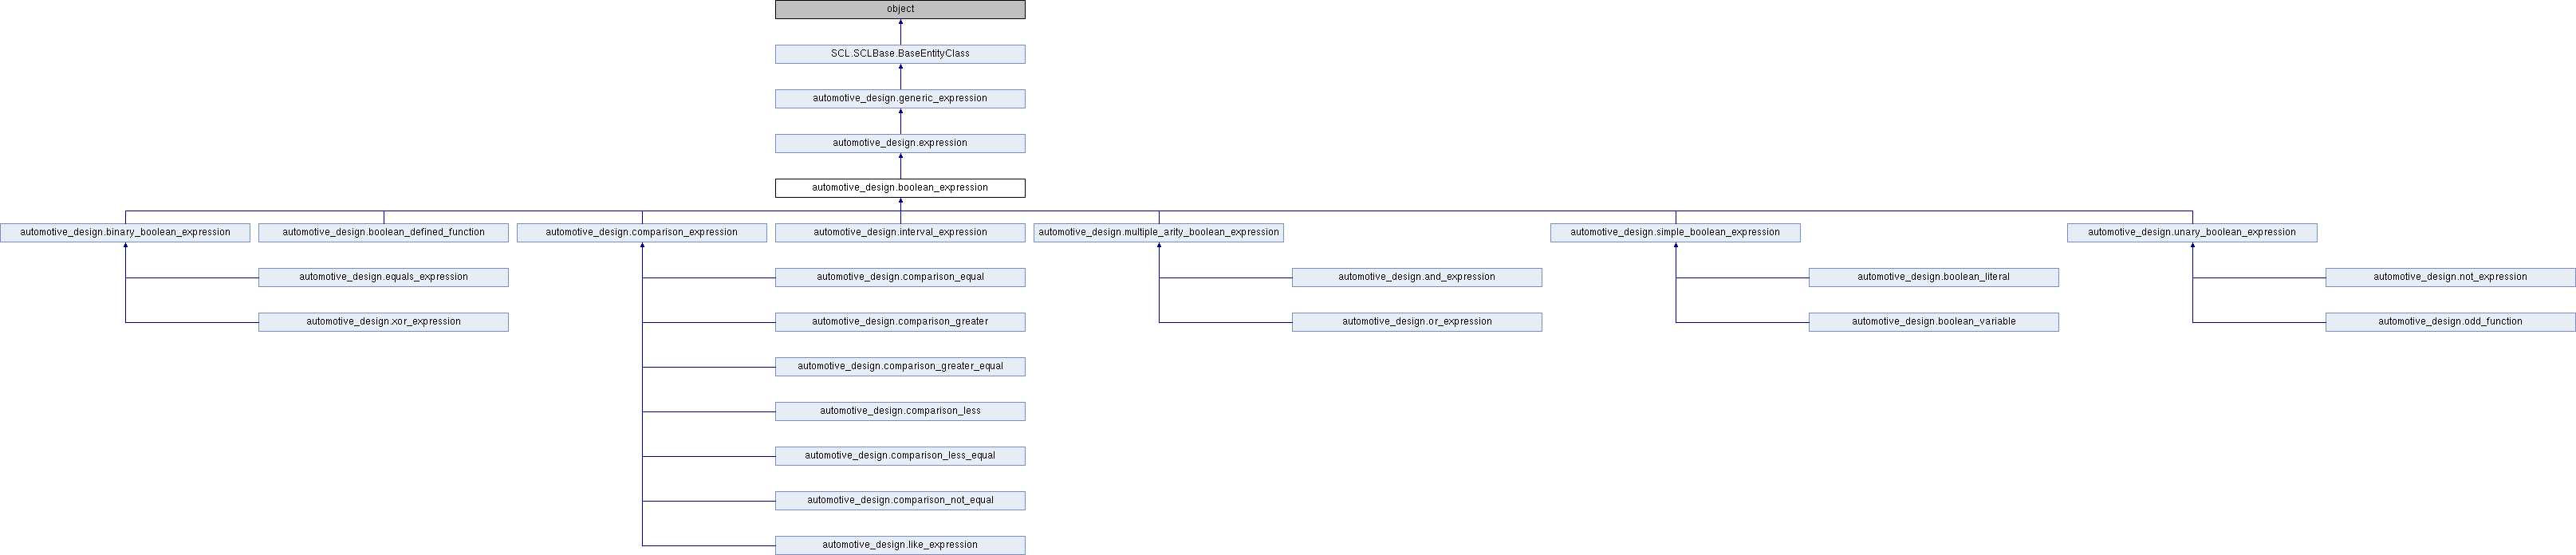 object
SCL.SCLBase.BaseEntityClass
automotive_design.generic_expression
automotive_design.expression
automotive_design.boolean_expression
automotive_design.binary_boolean_expression
automotive_design.boolean_defined_function
automotive_design.comparison_expression
automotive_design.interval_expression
automotive_design.multiple_arity_boolean_expression
automotive_design.simple_boolean_expression
automotive_design.unary_boolean_expression
automotive_design.equals_expression
automotive_design.comparison_equal
automotive_design.and_expression
automotive_design.boolean_literal
automotive_design.not_expression
automotive_design.xor_expression
automotive_design.comparison_greater
automotive_design.or_expression
automotive_design.boolean_variable
automotive_design.odd_function
automotive_design.comparison_greater_equal
automotive_design.comparison_less
automotive_design.comparison_less_equal
automotive_design.comparison_not_equal
automotive_design.like_expression